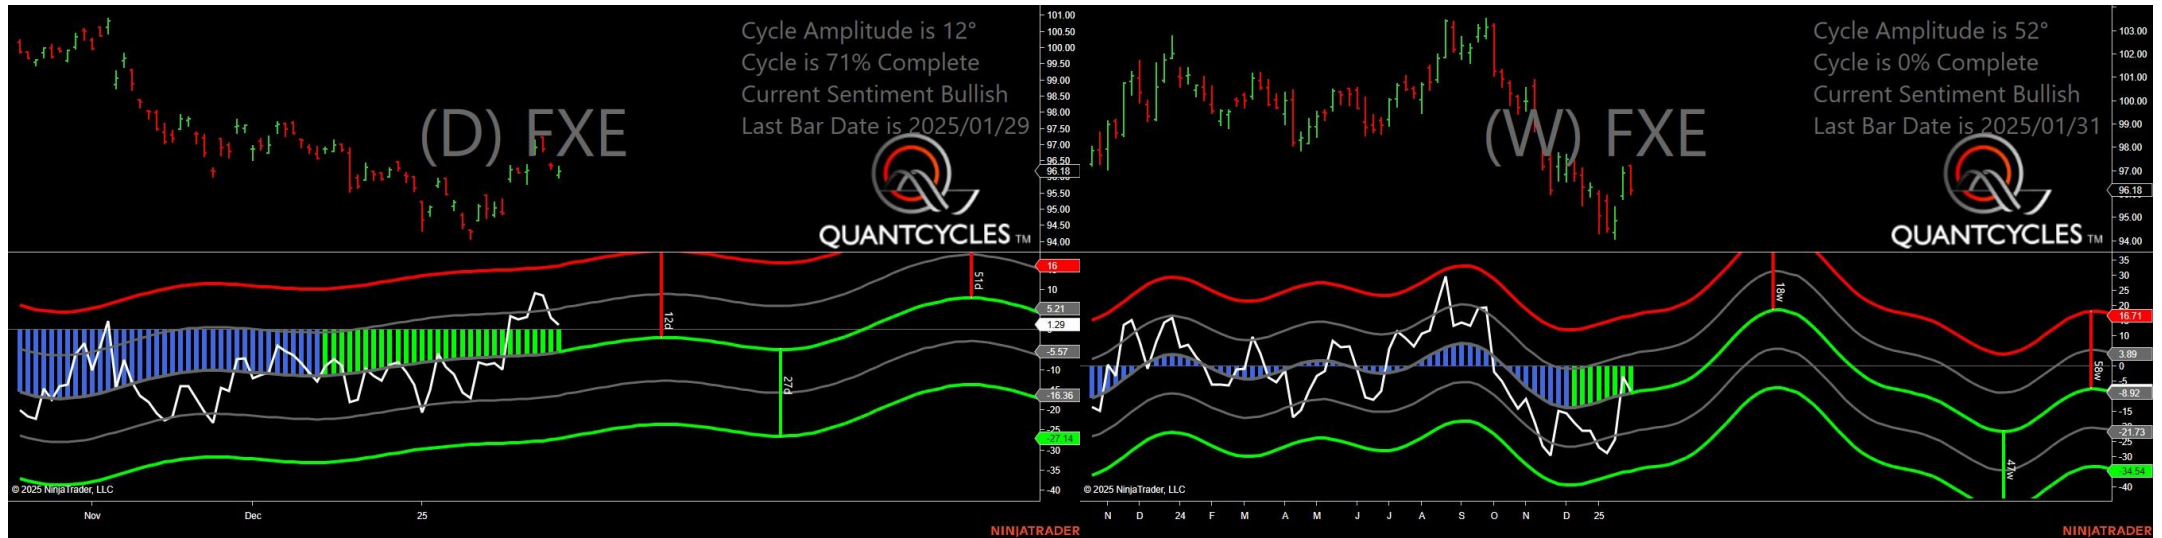 Cycle Amplitude is 12°
Cycle is 71% Complete
Current Sentiment Bullish
Last Bar Date is 2025/01/29
(D) FXE
QUANTCYCLES TM
101.00
100.50
100.00
99.50
99.00
98.50
98.00
97.50
97.00
96.50
96.18
95.50
95.00
94.50
94.00
16
10
5.21
1.29
-5.57
-10
-16.36
-20
-25
-27.14
-30
-35
-40
12d
27d
51d
© 2025 NinjaTrader, LLC
Nov Dec 25
NINJATRADER
Cycle Amplitude is 52°
Cycle is 0% Complete
Current Sentiment Bullish
Last Bar Date is 2025/01/31
(W) FXE
QUANTCYCLES TM
103.00
102.00
101.00
100.00
99.00
98.00
97.00
96.18
95.00
94.00
35
30
25
20
16.71
10
3.89
0
-5
-8.92
-15
-21.73
-25
-30
-34.54
-40
18w
47w
58w
© 2025 NinjaTrader, LLC
N D 24 F M A M J J A S O N D 25
NINJATRADER